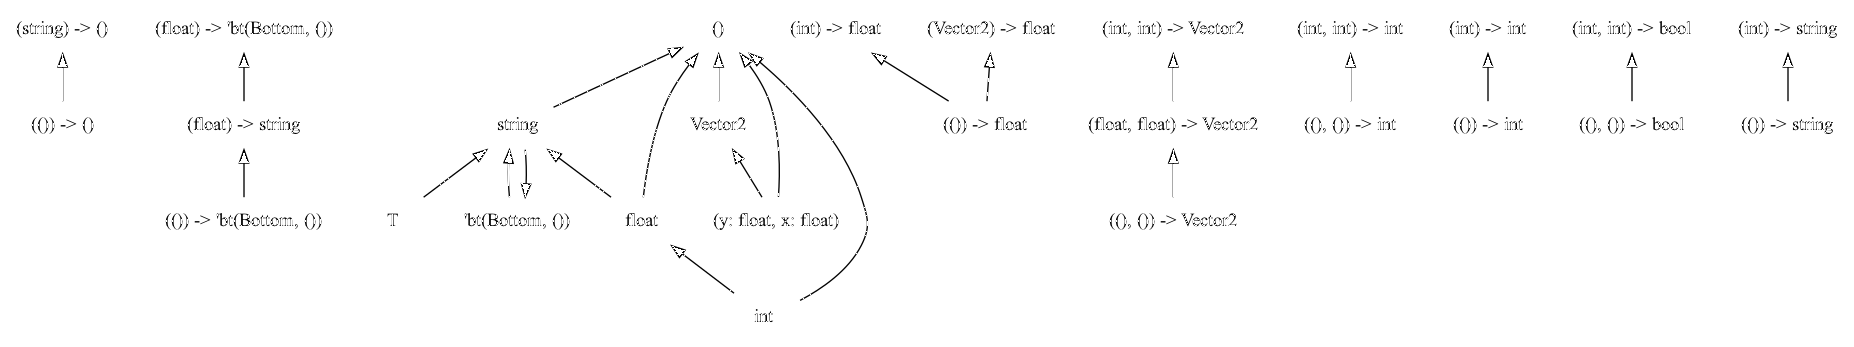 (string) -> () (float) -> 'bt(Bottom, ()) () (int) -> float (Vector2) -> float (int, int) -> Vector2 (int, int) -> int (int) -> int (int, int) -> bool (int) -> string
(()) -> () (float) -> string string Vector2 (()) -> float (float, float) -> Vector2 ((), ()) -> int (()) -> int ((), ()) -> bool (()) -> string
(()) -> 'bt(Bottom, ()) T 'bt(Bottom, ()) float (y: float, x: float) ((), ()) -> Vector2
int